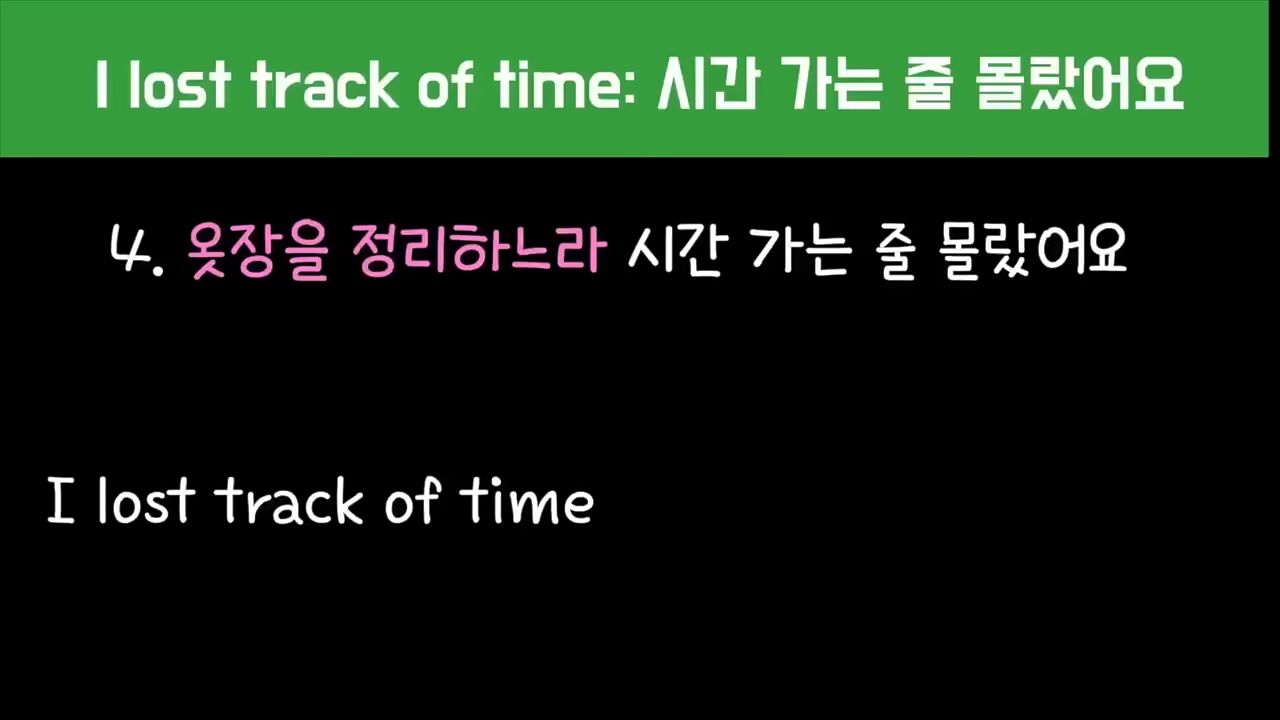 I lost track of time: 시간 가는 줄 몰랐어요
4. 옷장을 정리하느라 시간 가는 줄 몰랐어요
I lost track of time